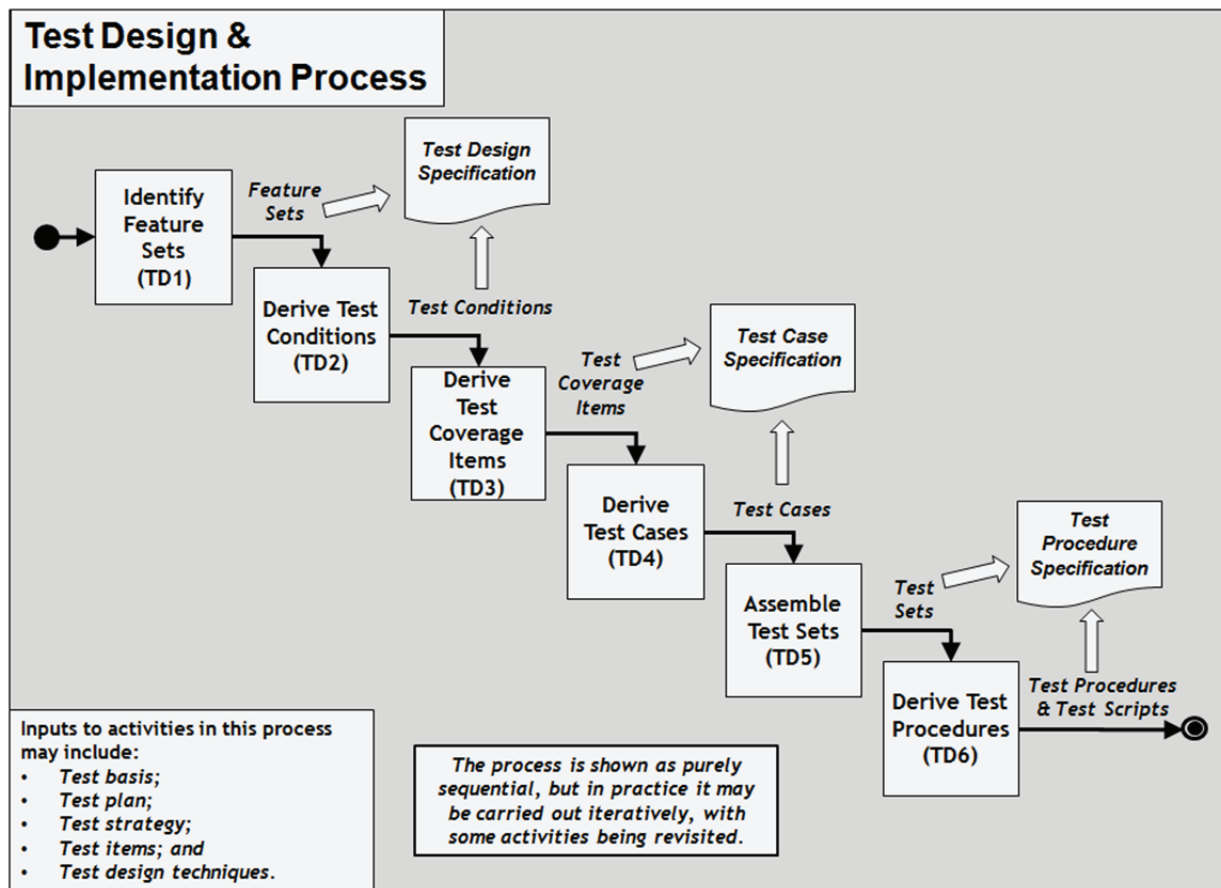 Test Design &
Implementation Process
Test Design
Specification
Identify
Feature
Sets
(TD1)
Feature
Sets
Derive Test
Conditions
(TD2)
Test Conditions
Test Case
Specification
Derive
Test
Coverage
Items
(TD3)
Test
Coverage
Items
Derive
Test Cases
(TD4)
Test Cases
Test
Procedure
Specification
Assemble
Test Sets
(TD5)
Test
Sets
Derive Test
Procedures
(TD6)
Test Procedures
& Test Scripts
Inputs to activities in this process
may include:
• Test basis;
• Test plan;
• Test strategy;
• Test items; and
• Test design techniques.
The process is shown as purely
sequential, but in practice it may
be carried out iteratively, with
some activities being revisited.